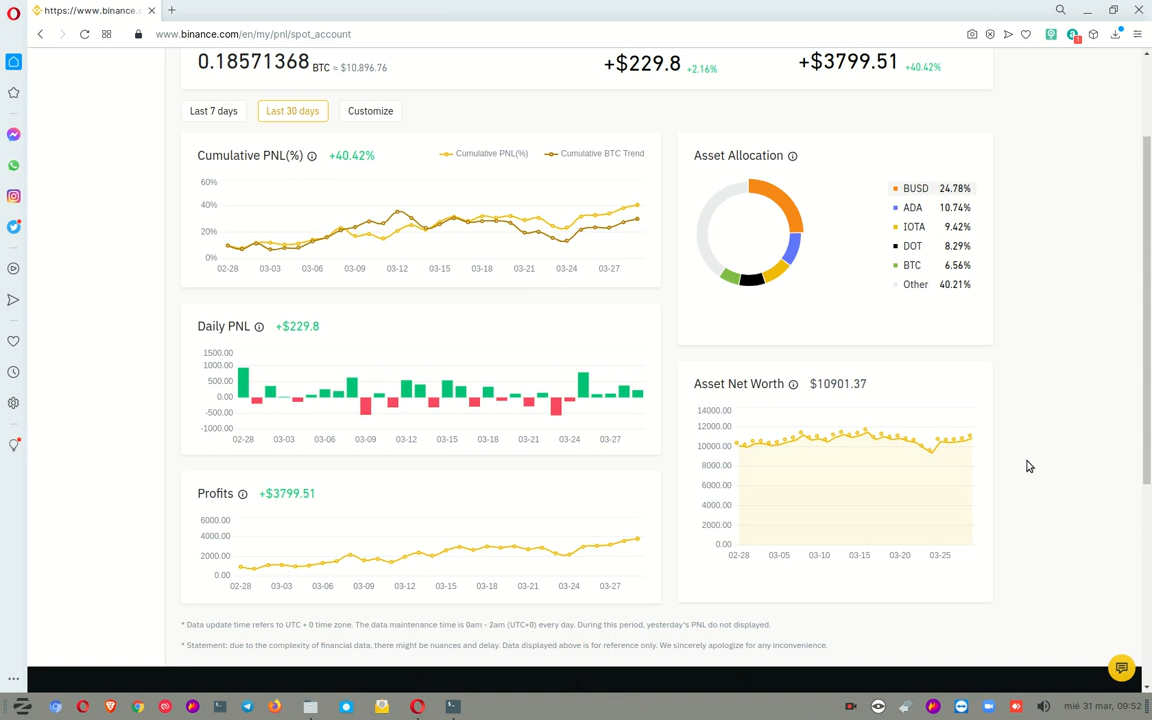 https://www.binance.c
www.binance.com/en/my/pnl/spot_account
0.18571368 BTC ≈ $10,896.76
+$229.8 +2.16%
+$3799.51 +40.42%
Last 7 days
Last 30 days
Customize
Cumulative PNL(%) +40.42%
Cumulative PNL(%)
Cumulative BTC Trend
60%
40%
20%
0%
02-28 03-03 03-06 03-09 03-12 03-15 03-18 03-21 03-24 03-27
Asset Allocation
BUSD 24.78%
ADA 10.74%
IOTA 9.42%
DOT 8.29%
BTC 6.56%
Other 40.21%
Daily PNL +$229.8
1500.00
1000.00
500.00
0.00
-500.00
-1000.00
02-28 03-03 03-06 03-09 03-12 03-15 03-18 03-21 03-24 03-27
Asset Net Worth $10901.37
14000.00
12000.00
10000.00
8000.00
6000.00
4000.00
2000.00
0.00
02-28 03-05 03-10 03-15 03-20 03-25
Profits +$3799.51
6000.00
4000.00
2000.00
0.00
02-28 03-03 03-06 03-09 03-12 03-15 03-18 03-21 03-24 03-27
* Data update time refers to UTC + 0 time zone. The data maintenance time is 0am - 2am (UTC+0) every day. During this period, yesterday's PNL do not displayed.
* Statement: due to the complexity of financial data, there might be nuances and delay. Data displayed above is for reference only. We sincerely apologize for any inconvenience.
mié 31 mar, 09:52